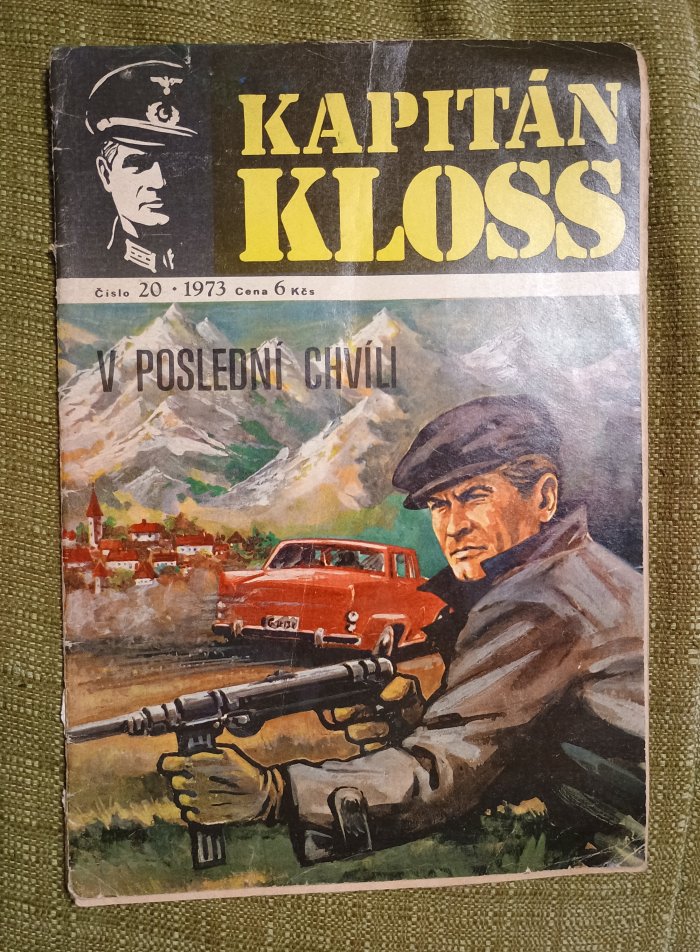 KAPITÁN
KLOSS
Číslo 20 • 1973 Cena 6 Kčs
V POSLEDNÍ CHVÍLI